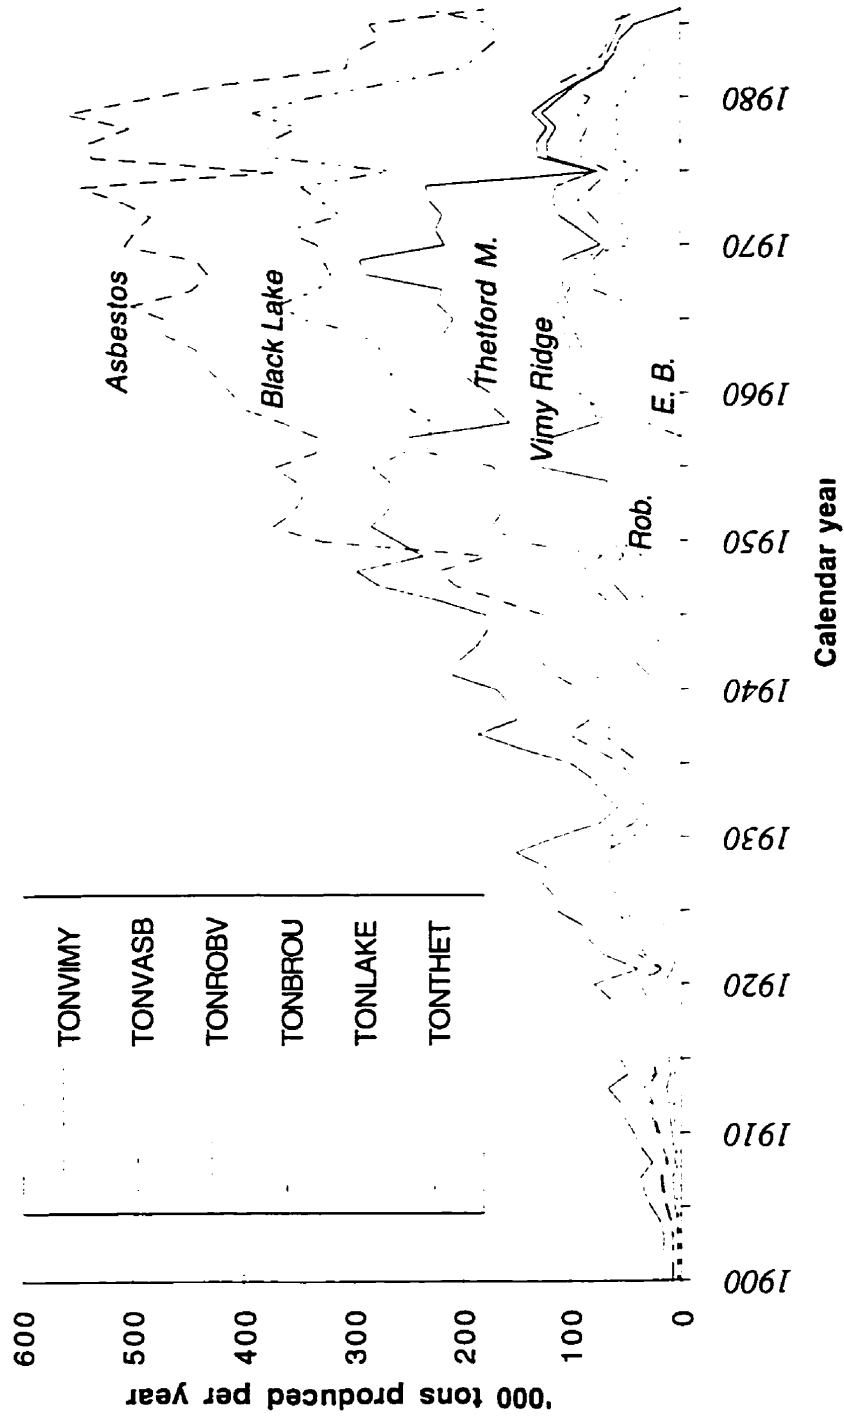 '000 tons produced per year
600
500
400
300
200
100
0
TONVIMY
TONVASB
TONROBV
TONBROU
TONLAKE
TONTHET
Asbestos
Black Lake
Thetford M.
Vimy Ridge
E. B.
Rob.
1900
1910
1920
1930
1940
1950
1960
1970
1980
Calendar year